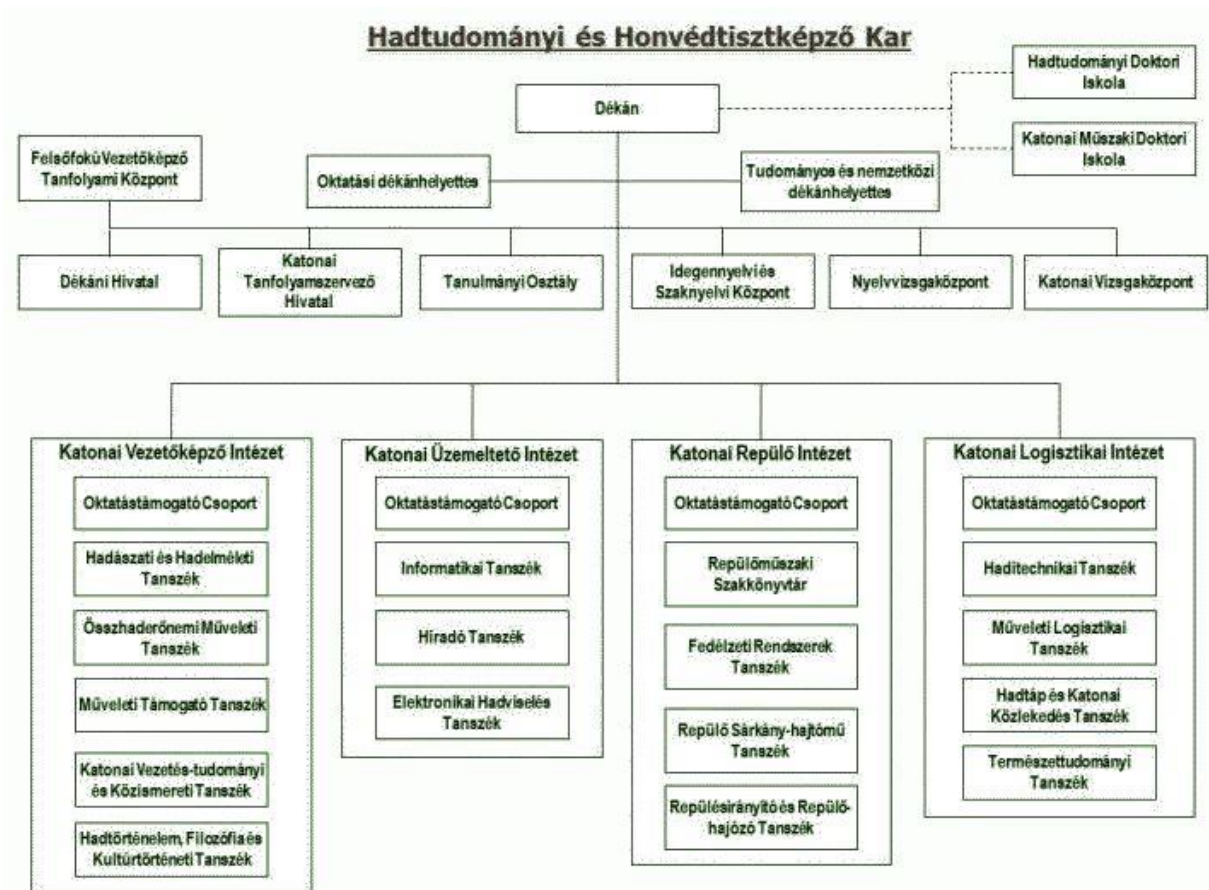 Hadtudományi és Honvédtisztképző Kar
Dékán
Hadtudományi Doktori
Iskola
Katonai Műszaki Doktori
Iskola
Felsőfokú Vezetőképző
Tanfolyami Központ
Oktatási dékánhelyettes
Tudományos és nemzetközi
dékánhelyettes
Dékáni Hivatal
Katonai
Tanfolyamszervező
Hivatal
Tanulmányi Osztály
Idegennyelvi és
Szaknyelvi Központ
Nyelvvizsgaközpont
Katonai Vizsgaközpont
Katonai Vezetőképző Intézet
Oktatástámogató Csoport
Hadászati és Hadelméleti
Tanszék
Összhaderőnemi Műveleti
Tanszék
Műveleti Támogató Tanszék
Katonai Vezetés-tudományi
és Közismereti Tanszék
Hadtörténelem, Filozófia és
Kultúrtörténeti Tanszék
Katonai Üzemeltető Intézet
Oktatástámogató Csoport
Informatikai Tanszék
Híradó Tanszék
Elektronikai Hadviselés
Tanszék
Katonai Repülő Intézet
Oktatástámogató Csoport
Repülőműszaki
Szakkönyvtár
Fedélzeti Rendszerek
Tanszék
Repülő Sárkány-hajtómű
Tanszék
Repülésirányító és Repülő-
hajózó Tanszék
Katonai Logisztikai Intézet
Oktatástámogató Csoport
Haditechnikai Tanszék
Műveleti Logisztikai
Tanszék
Hadtáp és Katonai
Közlekedés Tanszék
Természettudományi
Tanszék